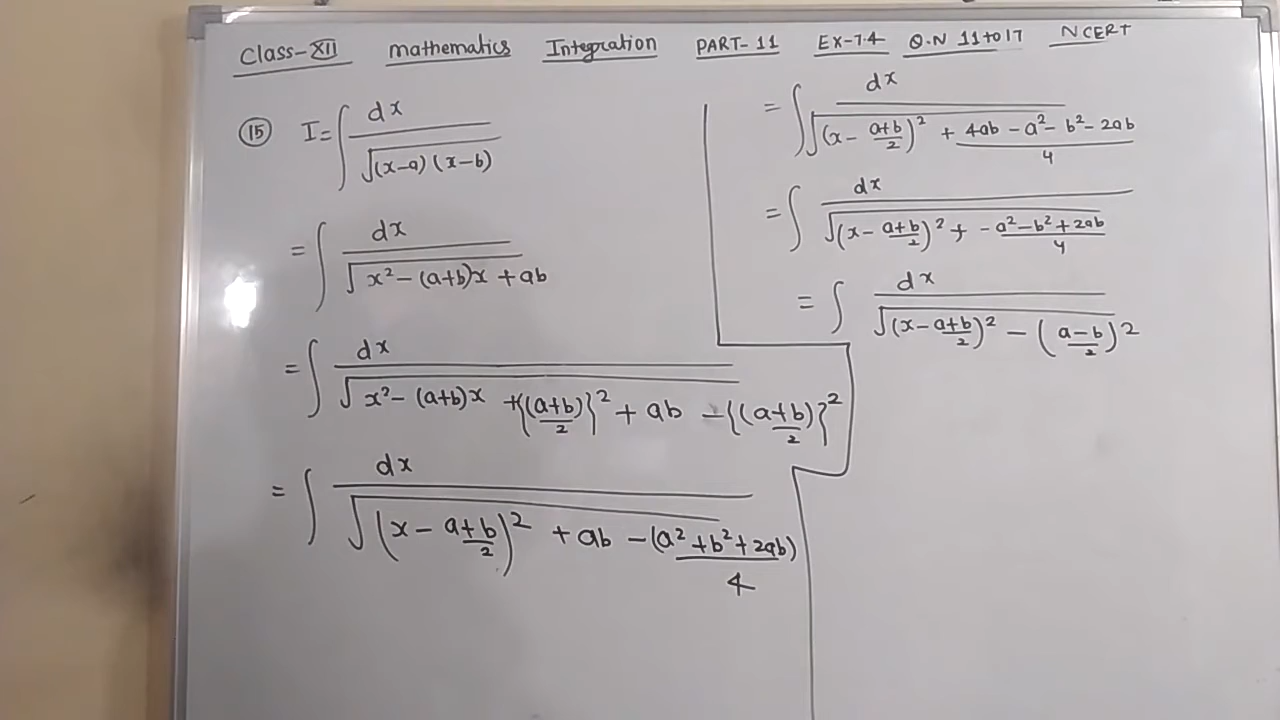 Class-XII mathematics Integration PART-11 EX-7.4 Q.N 11 to 17 NCERT
(15) I = ∫ dx / √(x-a)(x-b)
= ∫ dx / √x² - (a+b)x + ab
= ∫ dx / √x² - (a+b)x + {(a+b)/2}² + ab - {(a+b)/2}²
= ∫ dx / √(x - a+b/2)² + ab - (a² + b² + 2ab)/4
= ∫ dx / √(x - a+b/2)² + 4ab - a² - b² - 2ab/4
= ∫ dx / √(x - a+b/2)² + -a² - b² + 2ab/4
= ∫ dx / √(x - a+b/2)² - (a-b/2)²